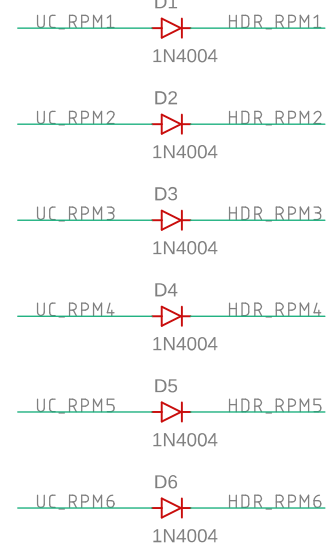 D1
UC_RPM1 HDR_RPM1
1N4004
D2
UC_RPM2 HDR_RPM2
1N4004
D3
UC_RPM3 HDR_RPM3
1N4004
D4
UC_RPM4 HDR_RPM4
1N4004
D5
UC_RPM5 HDR_RPM5
1N4004
D6
UC_RPM6 HDR_RPM6
1N4004